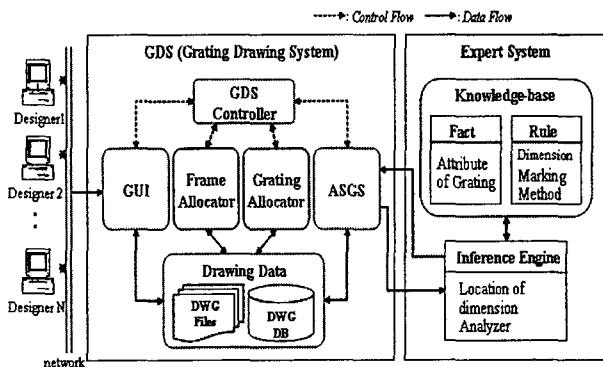 : Control Flow
: Data Flow
GDS (Grating Drawing System)
Expert System
Designer1
Designer 2
Designer N
network
GDS
Controller
GUI
Frame
Allocator
Grating
Allocator
ASGS
Drawing Data
DWG
Files
DWG
DB
Knowledge-base
Fact
Attribute
of Grating
Rule
Dimension
Marking
Method
Inference Engine
Location of
dimension
Analyzer